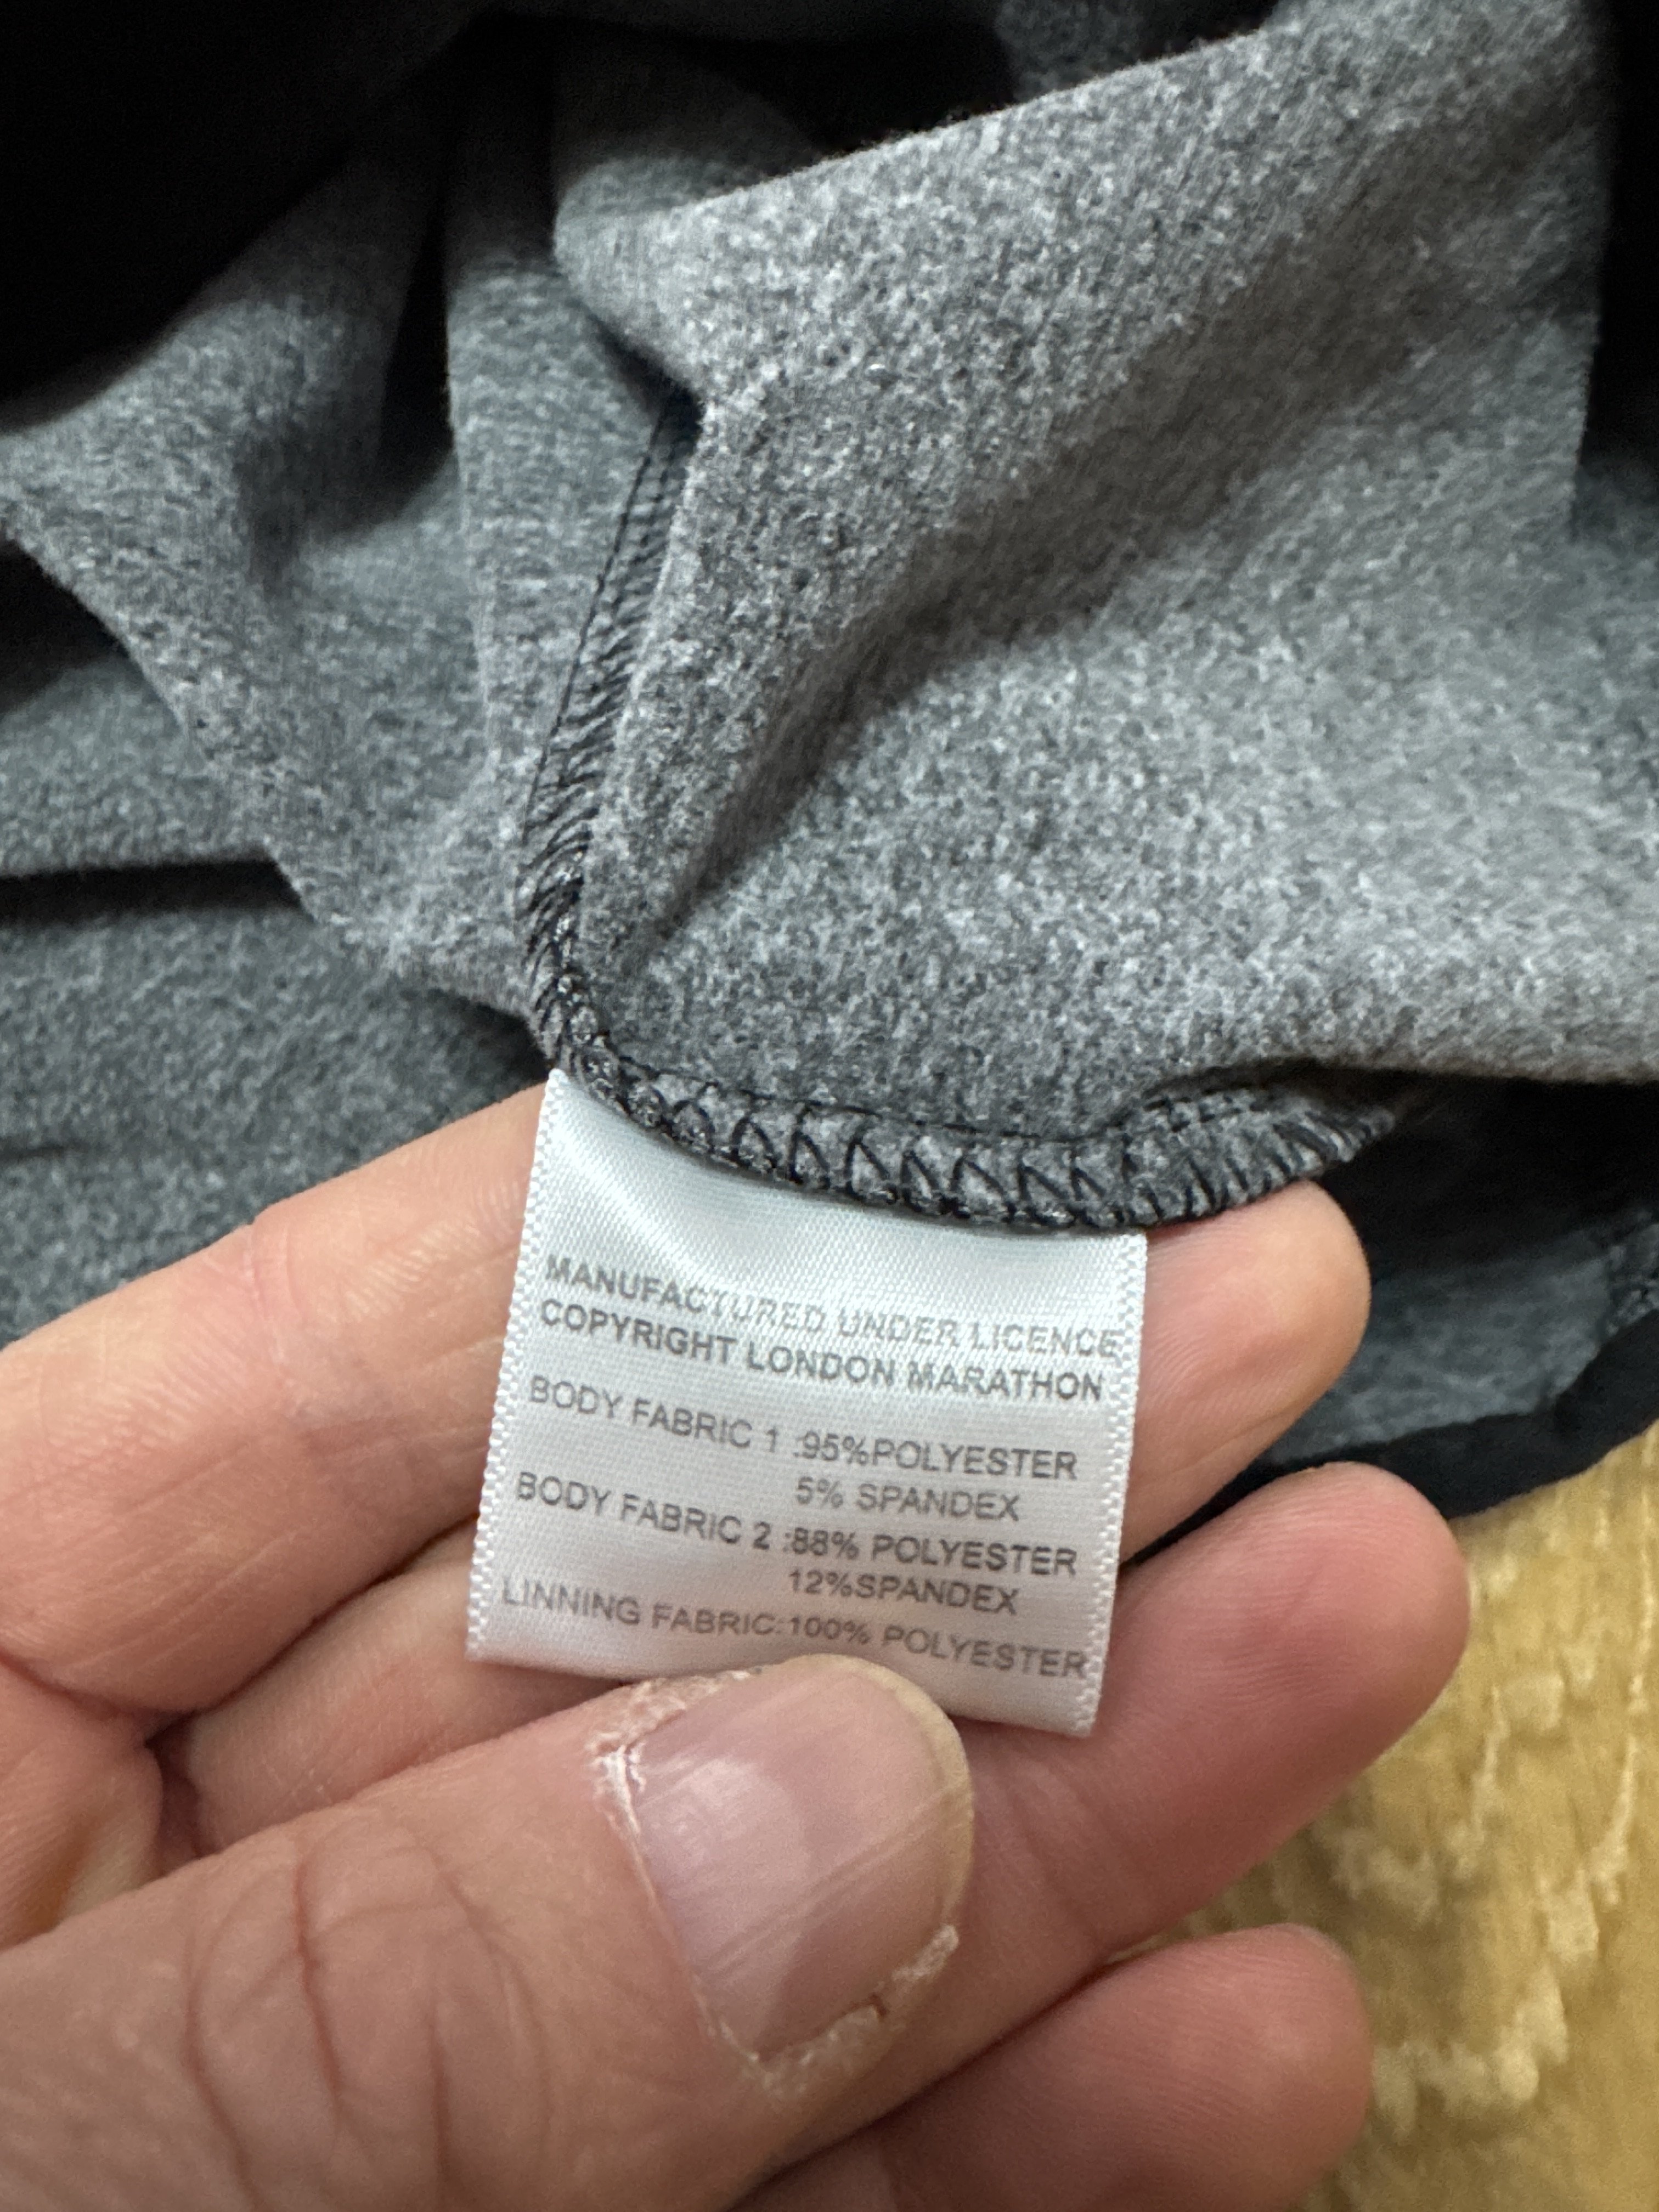 MANUFACTURED UNDER LICENCE
COPYRIGHT LONDON MARATHON
BODY FABRIC 1 :95%POLYESTER
5% SPANDEX
BODY FABRIC 2 :88% POLYESTER
12%SPANDEX
LINNING FABRIC:100% POLYESTER